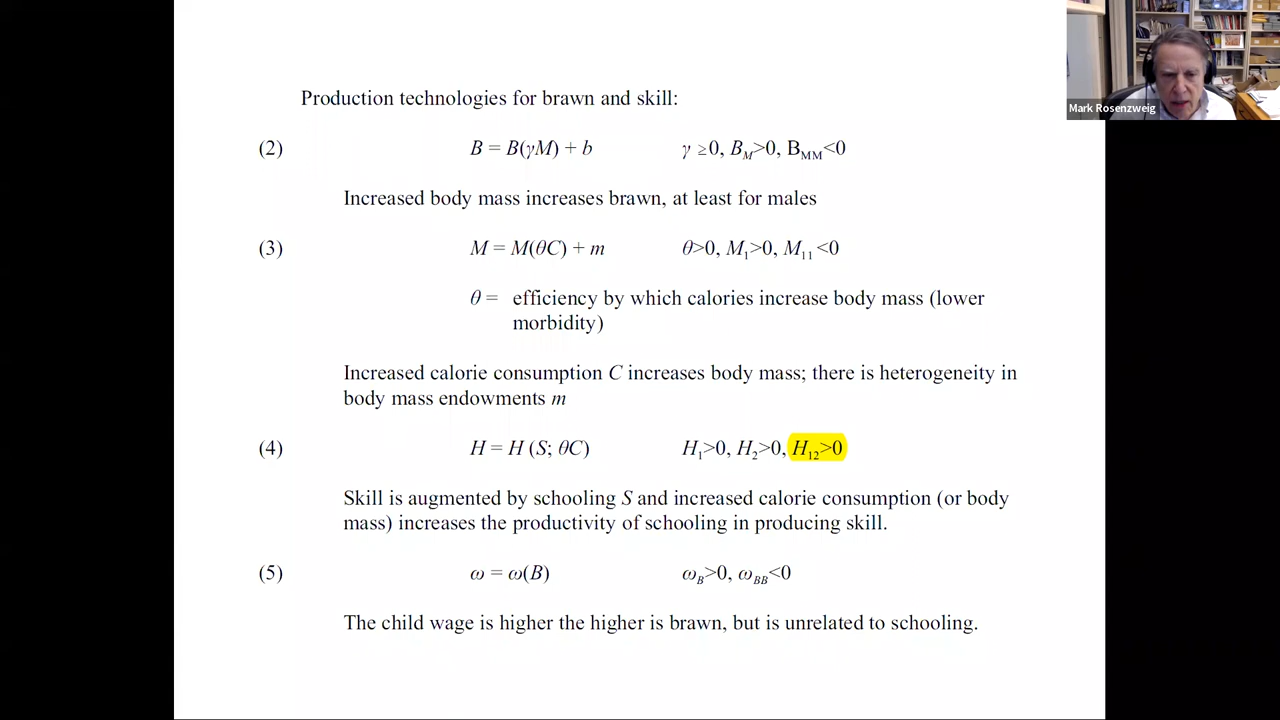 Mark Rosenzweig
Production technologies for brawn and skill:
(2) B = B(γM) + b γ ≥0, B_M>0, B_MM<0
Increased body mass increases brawn, at least for males
(3) M = M(θC) + m θ>0, M_1>0, M_11 <0
θ = efficiency by which calories increase body mass (lower
morbidity)
Increased calorie consumption C increases body mass; there is heterogeneity in
body mass endowments m
(4) H = H (S; θC) H_1>0, H_2>0, H_12>0
Skill is augmented by schooling S and increased calorie consumption (or body
mass) increases the productivity of schooling in producing skill.
(5) ω = ω(B) ω_B>0, ω_BB<0
The child wage is higher the higher is brawn, but is unrelated to schooling.